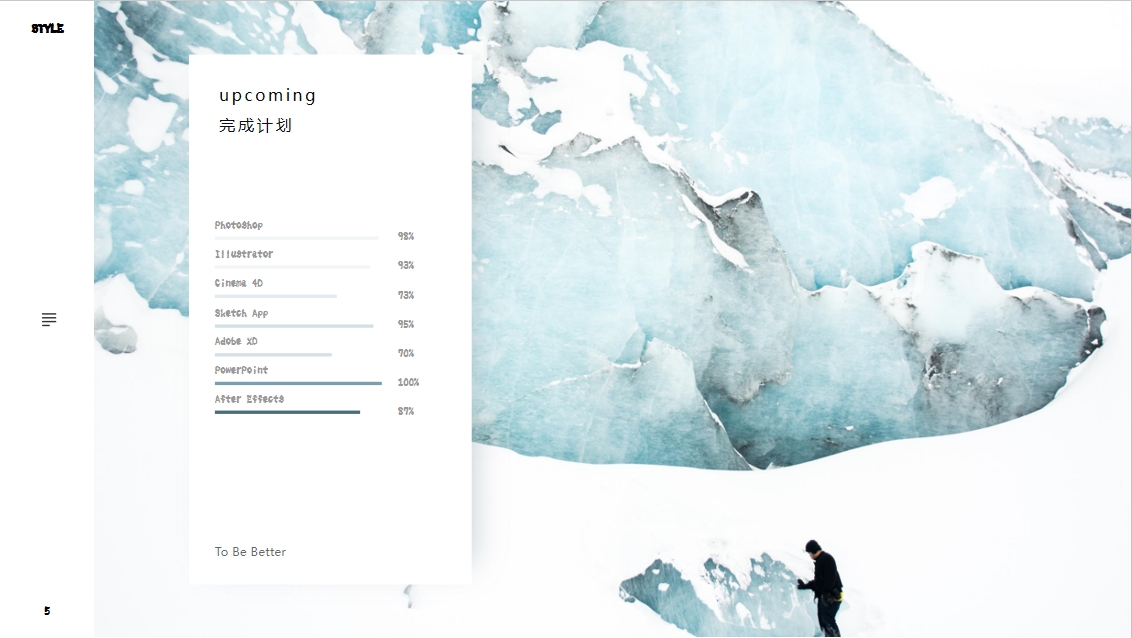 STYLE
upcoming
完成计划
Photoshop
98%
Illustrator
93%
Cinema 4D
73%
Sketch App
95%
Adobe XD
70%
PowerPoint
100%
After Effects
87%
To Be Better
5